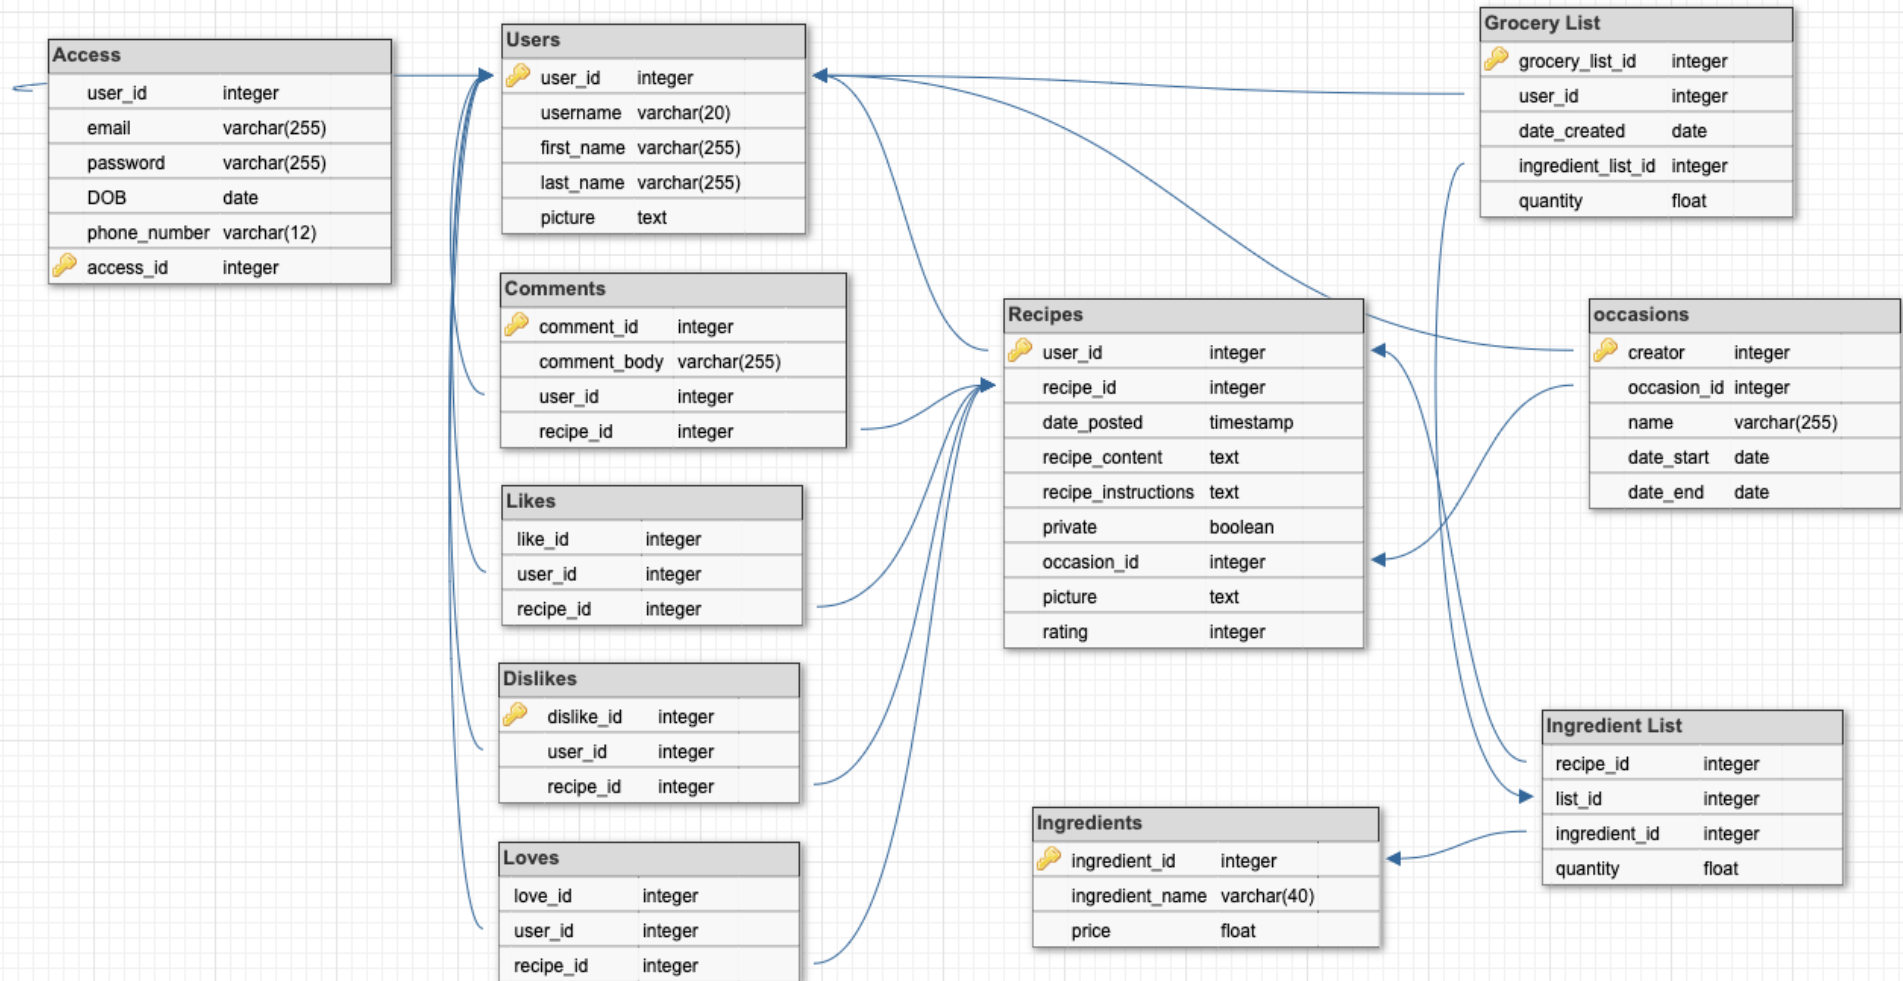 Access
user_id integer
email varchar(255)
password varchar(255)
DOB date
phone_number varchar(12)
access_id integer
Users
user_id integer
username varchar(20)
first_name varchar(255)
last_name varchar(255)
picture text
Comments
comment_id integer
comment_body varchar(255)
user_id integer
recipe_id integer
Likes
like_id integer
user_id integer
recipe_id integer
Dislikes
dislike_id integer
user_id integer
recipe_id integer
Loves
love_id integer
user_id integer
recipe_id integer
Recipes
user_id integer
recipe_id integer
date_posted timestamp
recipe_content text
recipe_instructions text
private boolean
occasion_id integer
picture text
rating integer
Ingredients
ingredient_id integer
ingredient_name varchar(40)
price float
Grocery List
grocery_list_id integer
user_id integer
date_created date
ingredient_list_id integer
quantity float
occasions
creator integer
occasion_id integer
name varchar(255)
date_start date
date_end date
Ingredient List
recipe_id integer
list_id integer
ingredient_id integer
quantity float